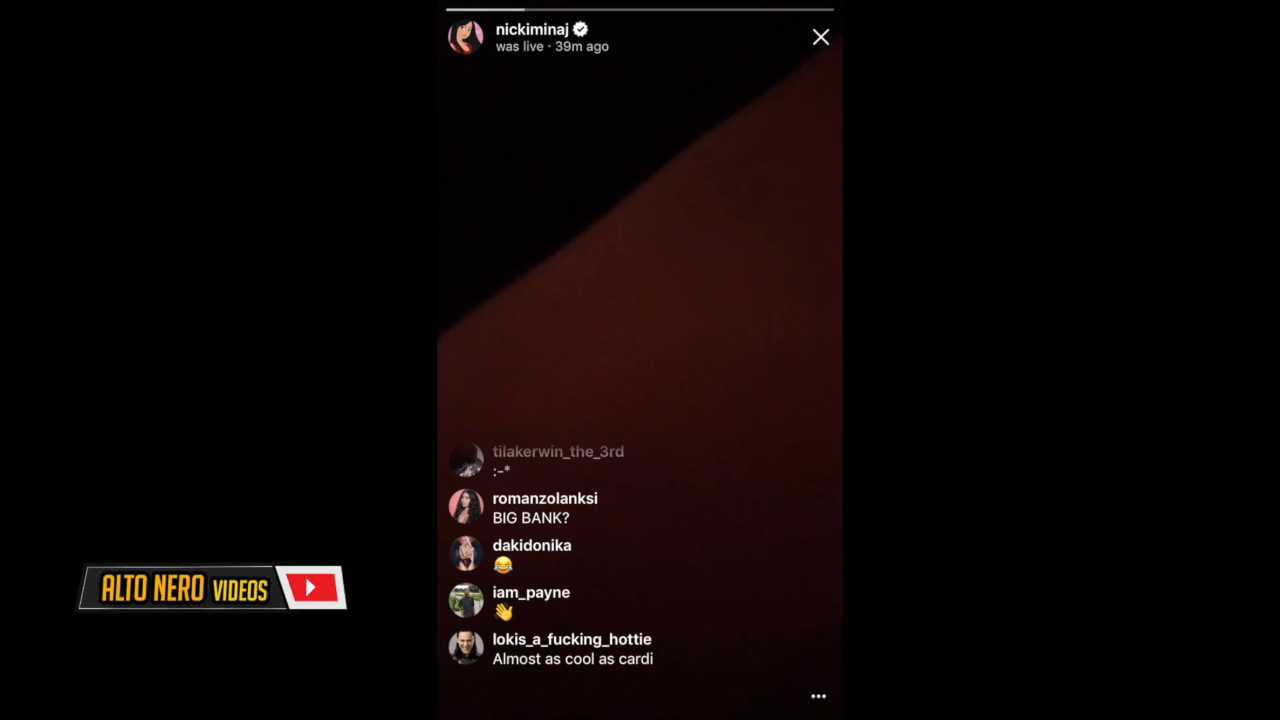 nickiminaj
was live · 39m ago
tilakerwin_the_3rd
:-*
romanzolanksi
BIG BANK?
dakidonika
😂
iam_payne
👋
lokis_a_fucking_hottie
Almost as cool as cardi
ALTO NERO VIDEOS